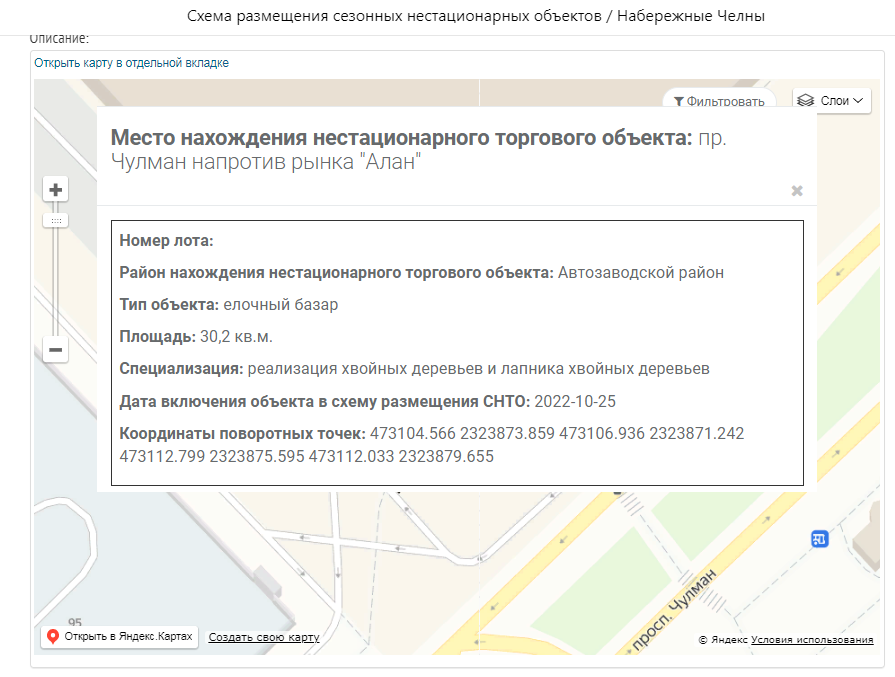 Схема размещения сезонных нестационарных объектов / Набережные Челны
Описание:
Открыть карту в отдельной вкладке
Фильтровать
Слои
Место нахождения нестационарного торгового объекта: пр.
Чулман напротив рынка "Алан"
Номер лота:
Район нахождения нестационарного торгового объекта: Автозаводской район
Тип объекта: елочный базар
Площадь: 30,2 кв.м.
Специализация: реализация хвойных деревьев и лапника хвойных деревьев
Дата включения объекта в схему размещения СНТО: 2022-10-25
Координаты поворотных точек: 473104.566 2323873.859 473106.936 2323871.242
473112.799 2323875.595 473112.033 2323879.655
просп. Чулман
95
Открыть в Яндекс.Картах
Создать свою карту
© Яндекс Условия использования